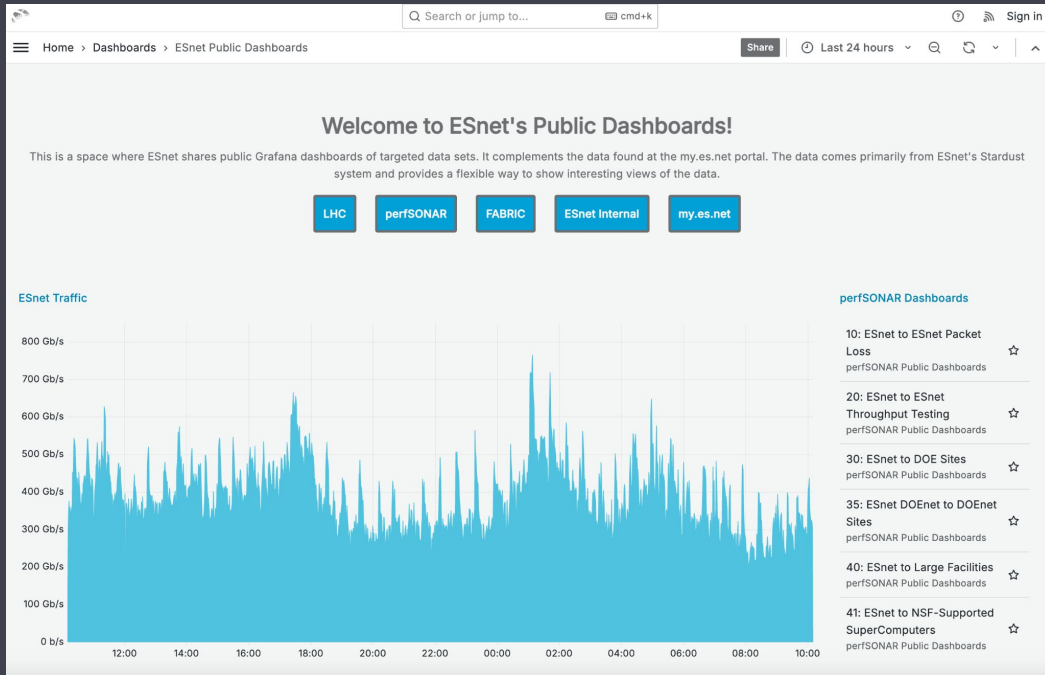 Search or jump to... cmd+k Sign in
Home › Dashboards › ESnet Public Dashboards Share Last 24 hours
Welcome to ESnet's Public Dashboards!
This is a space where ESnet shares public Grafana dashboards of targeted data sets. It complements the data found at the my.es.net portal. The data comes primarily from ESnet's Stardust
system and provides a flexible way to show interesting views of the data.
LHC perfSONAR FABRIC ESnet Internal my.es.net
ESnet Traffic
800 Gb/s
700 Gb/s
600 Gb/s
500 Gb/s
400 Gb/s
300 Gb/s
200 Gb/s
100 Gb/s
0 b/s
12:00 14:00 16:00 18:00 20:00 22:00 00:00 02:00 04:00 06:00 08:00 10:00
perfSONAR Dashboards
10: ESnet to ESnet Packet
Loss
perfSONAR Public Dashboards
20: ESnet to ESnet
Throughput Testing
perfSONAR Public Dashboards
30: ESnet to DOE Sites
perfSONAR Public Dashboards
35: ESnet DOEnet to DOEnet
Sites
perfSONAR Public Dashboards
40: ESnet to Large Facilities
perfSONAR Public Dashboards
41: ESnet to NSF-Supported
SuperComputers
perfSONAR Public Dashboards